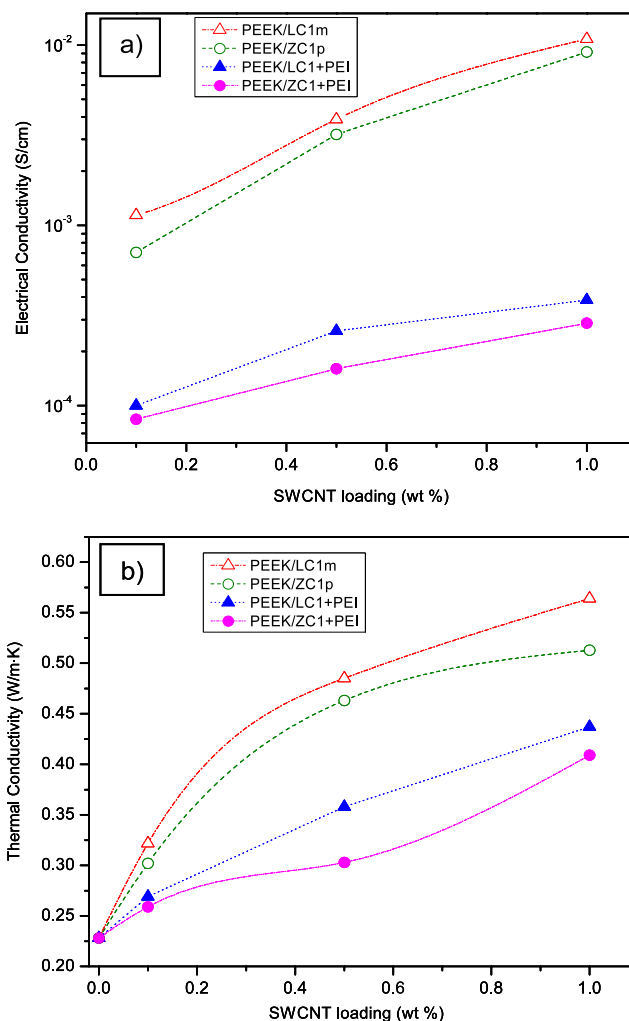 a)
PEEK/LC1m
PEEK/ZC1p
PEEK/LC1+PEI
PEEK/ZC1+PEI
Electrical Conductivity (S/cm)
10⁻²
10⁻³
10⁻⁴
0.0 0.2 0.4 0.6 0.8 1.0
SWCNT loading (wt %)
b)
PEEK/LC1m
PEEK/ZC1p
PEEK/LC1+PEI
PEEK/ZC1+PEI
Thermal Conductivity (W/m·K)
0.60
0.55
0.50
0.45
0.40
0.35
0.30
0.25
0.20
0.0 0.2 0.4 0.6 0.8 1.0
SWCNT loading (wt %)